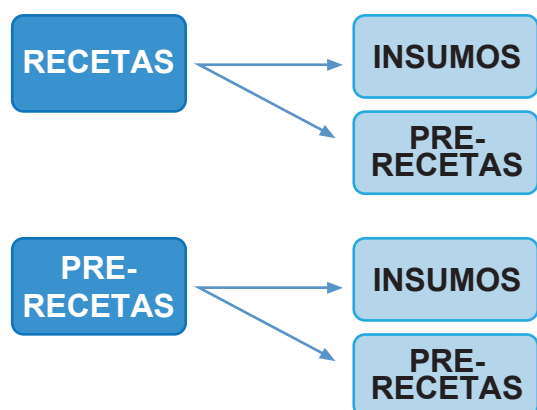 RECETAS
INSUMOS
PRE-
RECETAS
PRE-
RECETAS
INSUMOS
PRE-
RECETAS